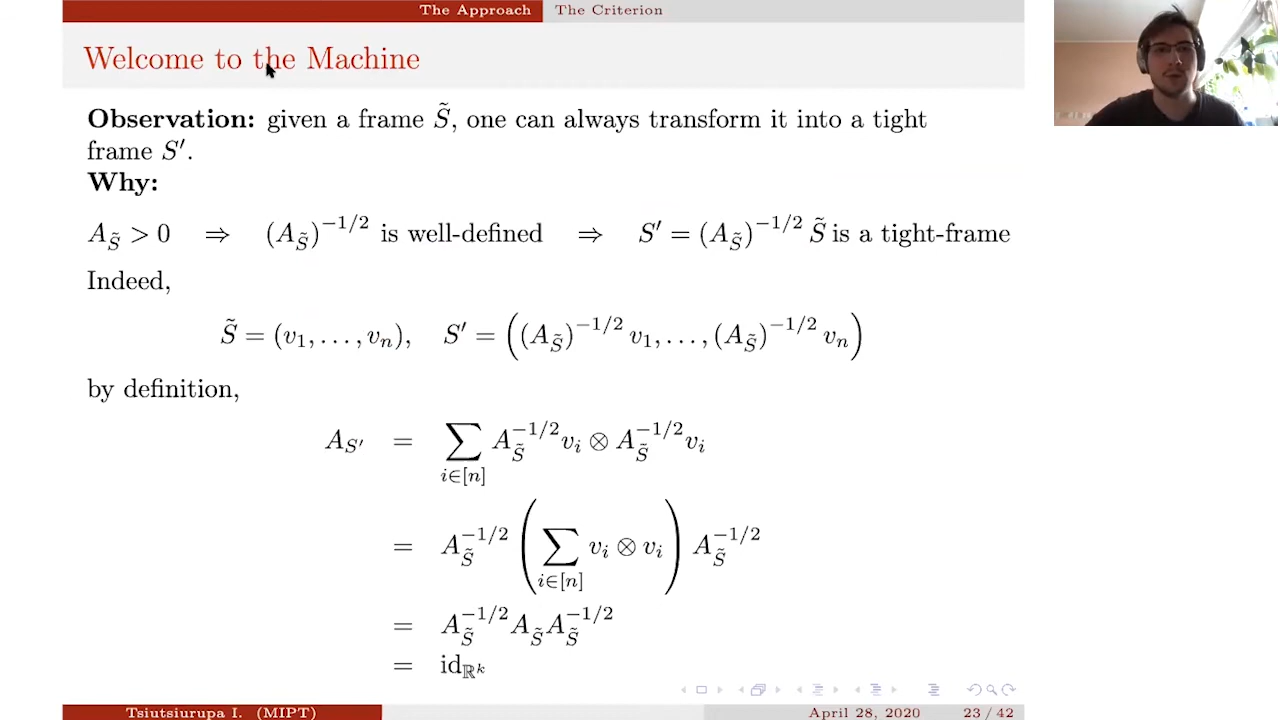 The Approach The Criterion
Welcome to the Machine
Observation: given a frame S̃, one can always transform it into a tight
frame S′.
Why:
A_S̃ > 0 ⇒ (A_S̃)^{−1/2} is well-defined ⇒ S′ = (A_S̃)^{−1/2} S̃ is a tight-frame
Indeed,
S̃ = (v_1, . . . , v_n), S′ = ((A_S̃)^{−1/2} v_1, . . . , (A_S̃)^{−1/2} v_n)
by definition,
A_{S′} = ∑_{i∈[n]} A_S̃^{−1/2} v_i ⊗ A_S̃^{−1/2} v_i
= A_S̃^{−1/2} (∑_{i∈[n]} v_i ⊗ v_i) A_S̃^{−1/2}
= A_S̃^{−1/2} A_S̃ A_S̃^{−1/2}
= id_{ℝ^k}
Tsiutsiurupa I. (MIPT) April 28, 2020 23 / 42